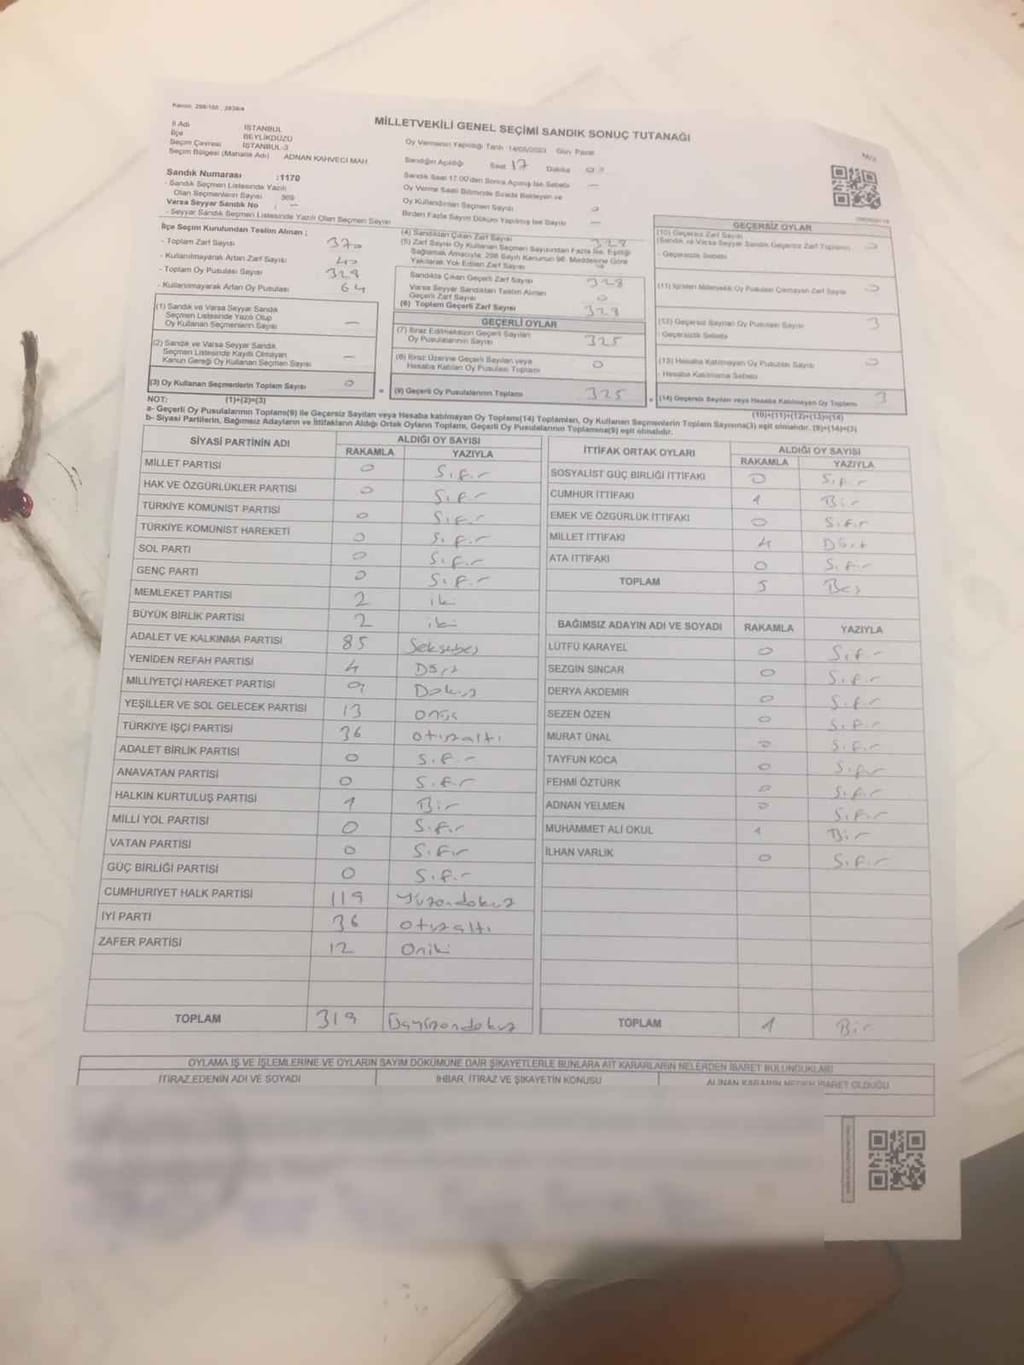 Kanun: 298/105 ; 2839/4
MİLLETVEKİLİ GENEL SEÇİMİ SANDIK SONUÇ TUTANAĞI
İl Adı İSTANBUL
İlçe BEYLİKDÜZÜ
Seçim Çevresi İSTANBUL-3
Seçim Bölgesi (Mahalle Adı) ADNAN KAHVECİ MAH
Sandık Numarası :1170
- Sandık Seçmen Listesinde Yazılı
Olan Seçmenlerin Sayısı 369
Varsa Seyyar Sandık No : —
- Seyyar Sandık Seçmen Listesinde Yazılı Olan Seçmen Sayısı
Oy Vermenin Yapıldığı Tarih 14/05/2023 Gün Pazar
Sandığın Açıldığı Saat 17 Dakika
Sandık Saat 17:00'den Sonra Açılmış İse Sebebi —
Oy Verme Saati Bitiminde Sırada Bekleyen ve
Oy Kullandırılan Seçmen Sayısı 0
Birden Fazla Sayım Döküm Yapılmış İse Sayısı —
İlçe Seçim Kurulundan Teslim Alınan ;
- Toplam Zarf Sayısı 370
- Kullanılmayarak Artan Zarf Sayısı
- Toplam Oy Pusulası Sayısı
- Kullanılmayarak Artan Oy Pusulası 64
(1) Sandık ve Varsa Seyyar Sandık
Seçmen Listesinde Yazılı Olup
Oy Kullanan Seçmenlerin Sayısı —
(2) Sandık ve Varsa Seyyar Sandık
Seçmen Listesinde Kayıtlı Olmayan
Kanun Gereği Oy Kullanan Seçmen Sayısı —
(3) Oy Kullanan Seçmenlerin Toplam Sayısı 0
(4) Sandıktan Çıkan Zarf Sayısı 328
(5) Zarf Sayısı Oy Kullanan Seçmen Sayısından Fazla İse, Eşitliği
Sağlamak Amacıyla; 298 Sayılı Kanunun 98. Maddesine Göre
Yakılarak Yok Edilen Zarf Sayısı
Sandıkta Çıkan Geçerli Zarf Sayısı 328
Varsa Seyyar Sandıktan Teslim Alınan
Geçerli Zarf Sayısı 0
(6) Toplam Geçerli Zarf Sayısı 328
GEÇERLİ OYLAR
(7) İtiraz Edilmeksizin Geçerli Sayılan
Oy Pusulalarının Sayısı 325
(8) İtiraz Üzerine Geçerli Sayılan veya
Hesaba Katılan Oy Pusulası Toplamı 0
(9) Geçerli Oy Pusulalarının Toplamı 325
GEÇERSİZ OYLAR
(10) Geçersiz Zarf Sayısı
(Sandık ve Varsa Seyyar Sandık Geçersiz Zarf Toplamı) 0
- Geçersizlik Sebebi
(11) İçinden Milletvekili Oy Pusulası Çıkmayan Zarf Sayısı 0
(12) Geçersiz Sayılan Oy Pusulası Sayısı 3
- Geçersizlik Sebebi
(13) Hesaba Katılmayan Oy Pusulası Sayısı 0
- Hesaba Katılmama Sebebi
(14) Geçersiz Sayılan veya Hesaba Katılmayan Oy Toplamı 3
NOT: (1)+(2)=(3) (10)+(11)+(12)+(13)=(14)
a- Geçerli Oy Pusulalarının Toplamı(9) ile Geçersiz Sayılan veya Hesaba katılmayan Oy Toplamı(14) Toplamları, Oy Kullanan Seçmenlerin Toplam Sayısına(3) eşit olmalıdır. (9)+(14)=(3)
b- Siyasi Partilerin, Bağımsız Adayların ve İttifakların Aldığı Ortak Oyların Toplamı, Geçerli Oy Pusulalarının Toplamına(9) eşit olmalıdır.
SİYASİ PARTİNİN ADI ALDIĞI OY SAYISI
RAKAMLA YAZIYLA
MİLLET PARTİSİ 0 Sıfır
HAK VE ÖZGÜRLÜKLER PARTİSİ 0 Sıfır
TÜRKİYE KOMÜNİST PARTİSİ 0 Sıfır
TÜRKİYE KOMÜNİST HAREKETİ 0 Sıfır
SOL PARTİ 0 Sıfır
GENÇ PARTİ 0 Sıfır
MEMLEKET PARTİSİ 2 iki
BÜYÜK BİRLİK PARTİSİ 2 iki
ADALET VE KALKINMA PARTİSİ 85 Seksenbeş
YENİDEN REFAH PARTİSİ 4 Dört
MİLLİYETÇİ HAREKET PARTİSİ 9 Dokuz
YEŞİLLER VE SOL GELECEK PARTİSİ 13 onüç
TÜRKİYE İŞÇİ PARTİSİ 36 otuzaltı
ADALET BİRLİK PARTİSİ 0 Sıfır
ANAVATAN PARTİSİ 0 Sıfır
HALKIN KURTULUŞ PARTİSİ 1 Bir
MİLLİ YOL PARTİSİ 0 Sıfır
VATAN PARTİSİ 0 Sıfır
GÜÇ BİRLİĞİ PARTİSİ 0 Sıfır
CUMHURİYET HALK PARTİSİ 119 Yüzondokuz
İYİ PARTİ 36 otuzaltı
ZAFER PARTİSİ 12 Oniki
TOPLAM 319 Üçyüzondokuz
İTTİFAK ORTAK OYLARI ALDIĞI OY SAYISI
RAKAMLA YAZIYLA
SOSYALİST GÜÇ BİRLİĞİ İTTİFAKI 0 Sıfır
CUMHUR İTTİFAKI 1 Bir
EMEK VE ÖZGÜRLÜK İTTİFAKI 0 Sıfır
MİLLET İTTİFAKI 4 Dört
ATA İTTİFAKI 0 Sıfır
TOPLAM 5 Beş
BAĞIMSIZ ADAYIN ADI VE SOYADI RAKAMLA YAZIYLA
LÜTFÜ KARAYEL 0 Sıfır
SEZGİN SINCAR 0 Sıfır
DERYA AKDEMİR 0 Sıfır
SEZEN ÖZEN 0 Sıfır
MURAT ÜNAL 0 Sıfır
TAYFUN KOCA 0 Sıfır
FEHMİ ÖZTÜRK 0 Sıfır
ADNAN YELMEN 0 Sıfır
MUHAMMET ALİ OKUL 1 Bir
İLHAN VARLIK 0 Sıfır
TOPLAM 1 Bir
OYLAMA İŞ VE İŞLEMLERİNE VE OYLARIN SAYIM DÖKÜMÜNE DAİR ŞİKAYETLERLE BUNLARA AİT KARARLARIN NELERDEN İBARET BULUNDUKLARI
İTİRAZ EDENİN ADI VE SOYADI İHBAR, İTİRAZ VE ŞİKAYETİN KONUSU ALINAN KARARIN NEDEN İBARET OLDUĞU